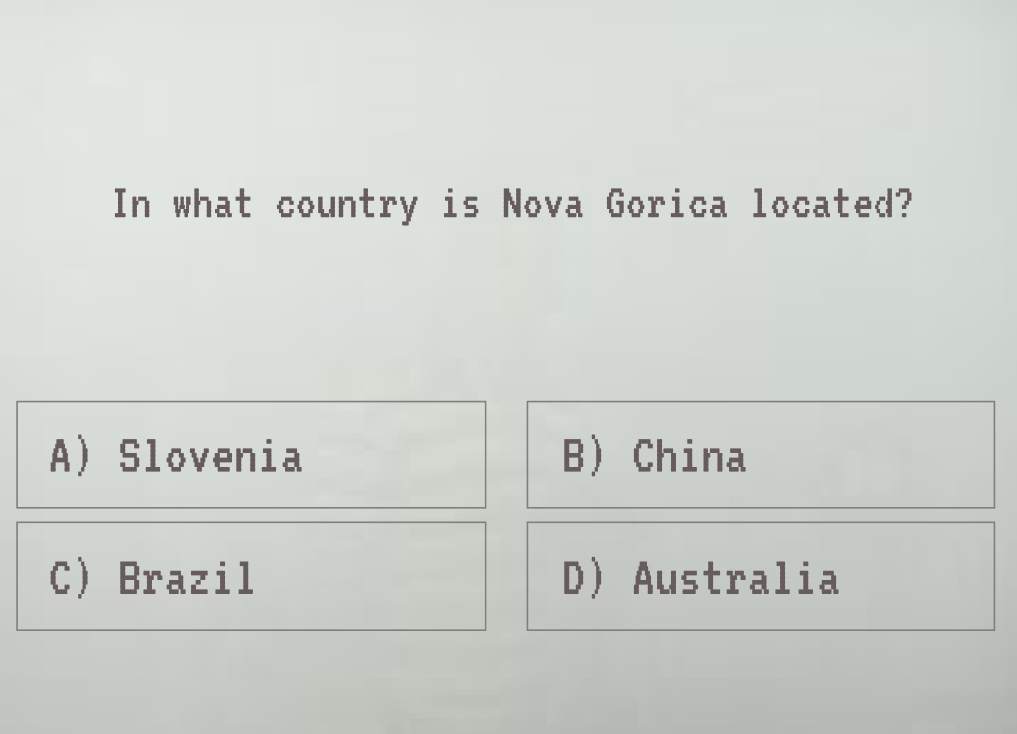 In what country is Nova Gorica located?
A) Slovenia
B) China
C) Brazil
D) Australia